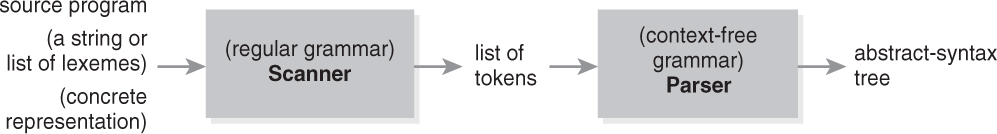 source program
(a string or
list of lexemes)
(concrete
representation)
(regular grammar)
Scanner
list of
tokens
(context-free
grammar)
Parser
abstract-syntax
tree